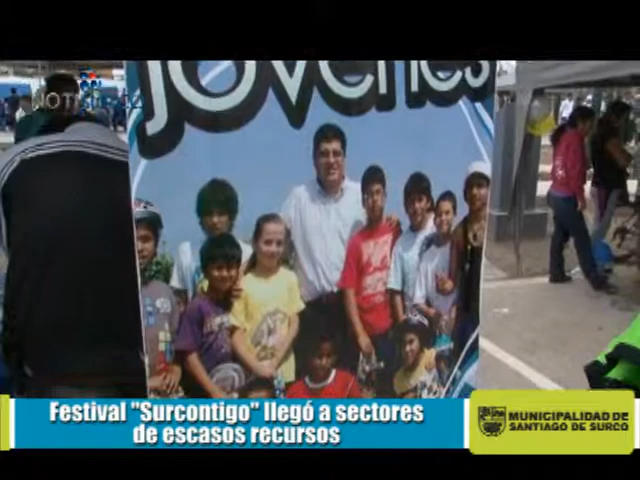 jóvenes
Festival "Surcontigo" llegó a sectores
de escasos recursos
MUNICIPALIDAD DE
SANTIAGO DE SURCO